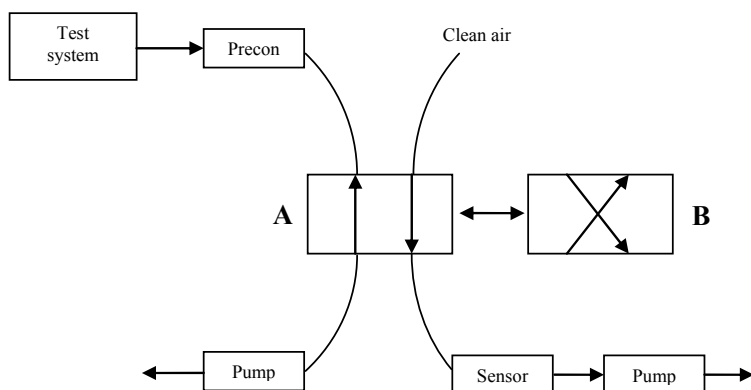 Test
system
Precon
Clean air
A
B
Pump
Sensor
Pump